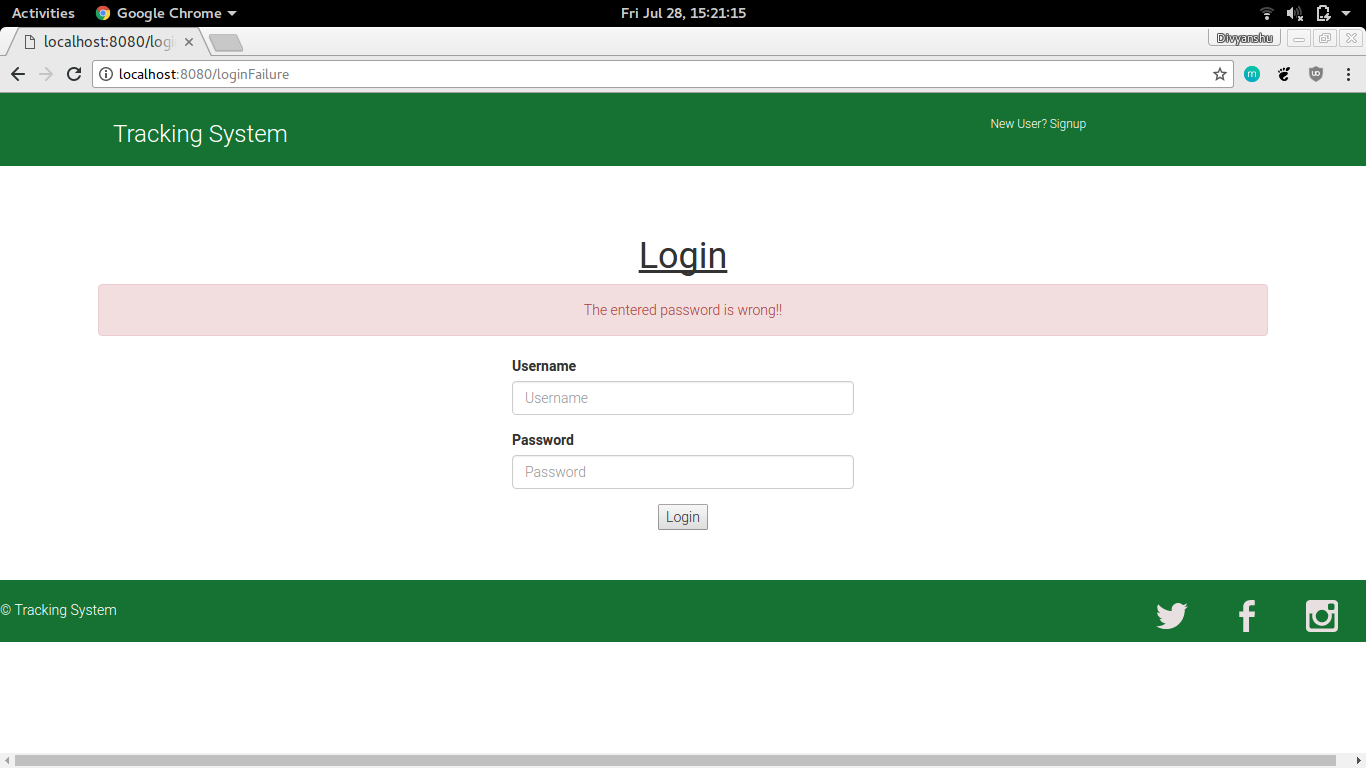 Activities Google Chrome Fri Jul 28, 15:21:15
localhost:8080/logi Divyanshu
localhost:8080/loginFailure
Tracking System New User? Signup
Login
The entered password is wrong!!
Username
Username
Password
Password
Login
© Tracking System